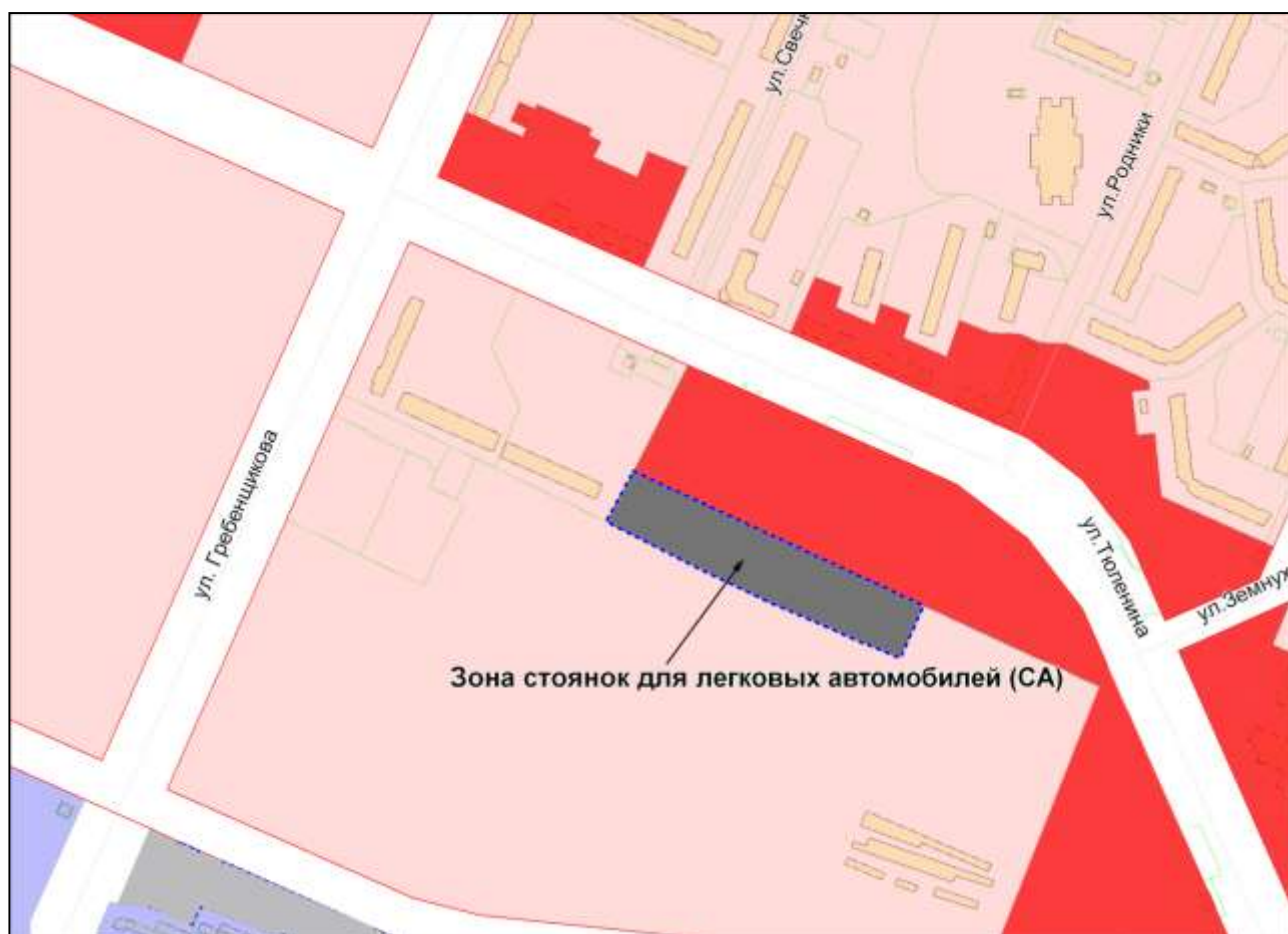 ул.Родники
ул. Гребенщикова
ул.Тюленина
Зона стоянок для легковых автомобилей (СА)